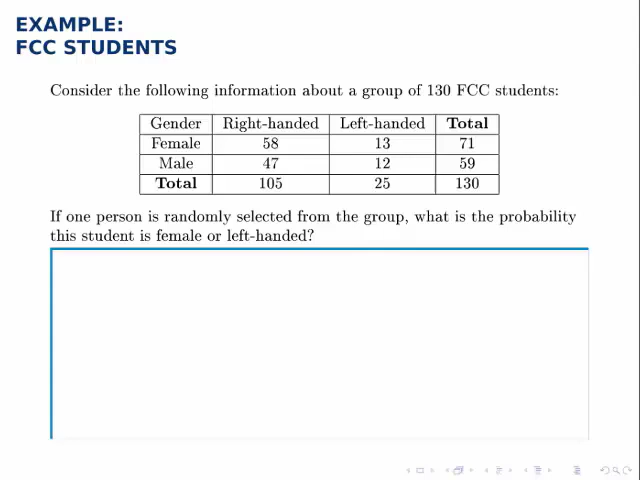 EXAMPLE:
FCC STUDENTS
Consider the following information about a group of 130 FCC students:
Gender Right-handed Left-handed Total
Female 58 13 71
Male 47 12 59
Total 105 25 130
If one person is randomly selected from the group, what is the probability
this student is female or left-handed?